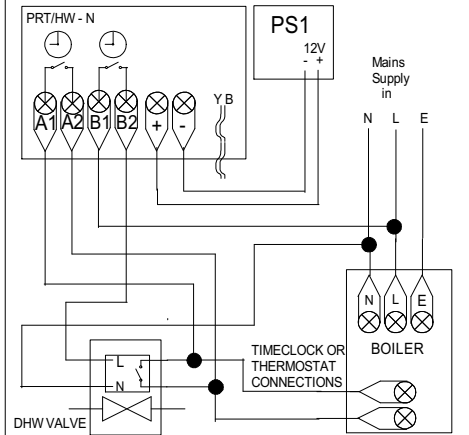 PRT/HW - N
PS1
12V
- +
Mains
Supply
in
N L E
Y B
A1 A2 B1 B2 + -
N L E
BOILER
TIMECLOCK OR
THERMOSTAT
CONNECTIONS
L
N
DHW VALVE